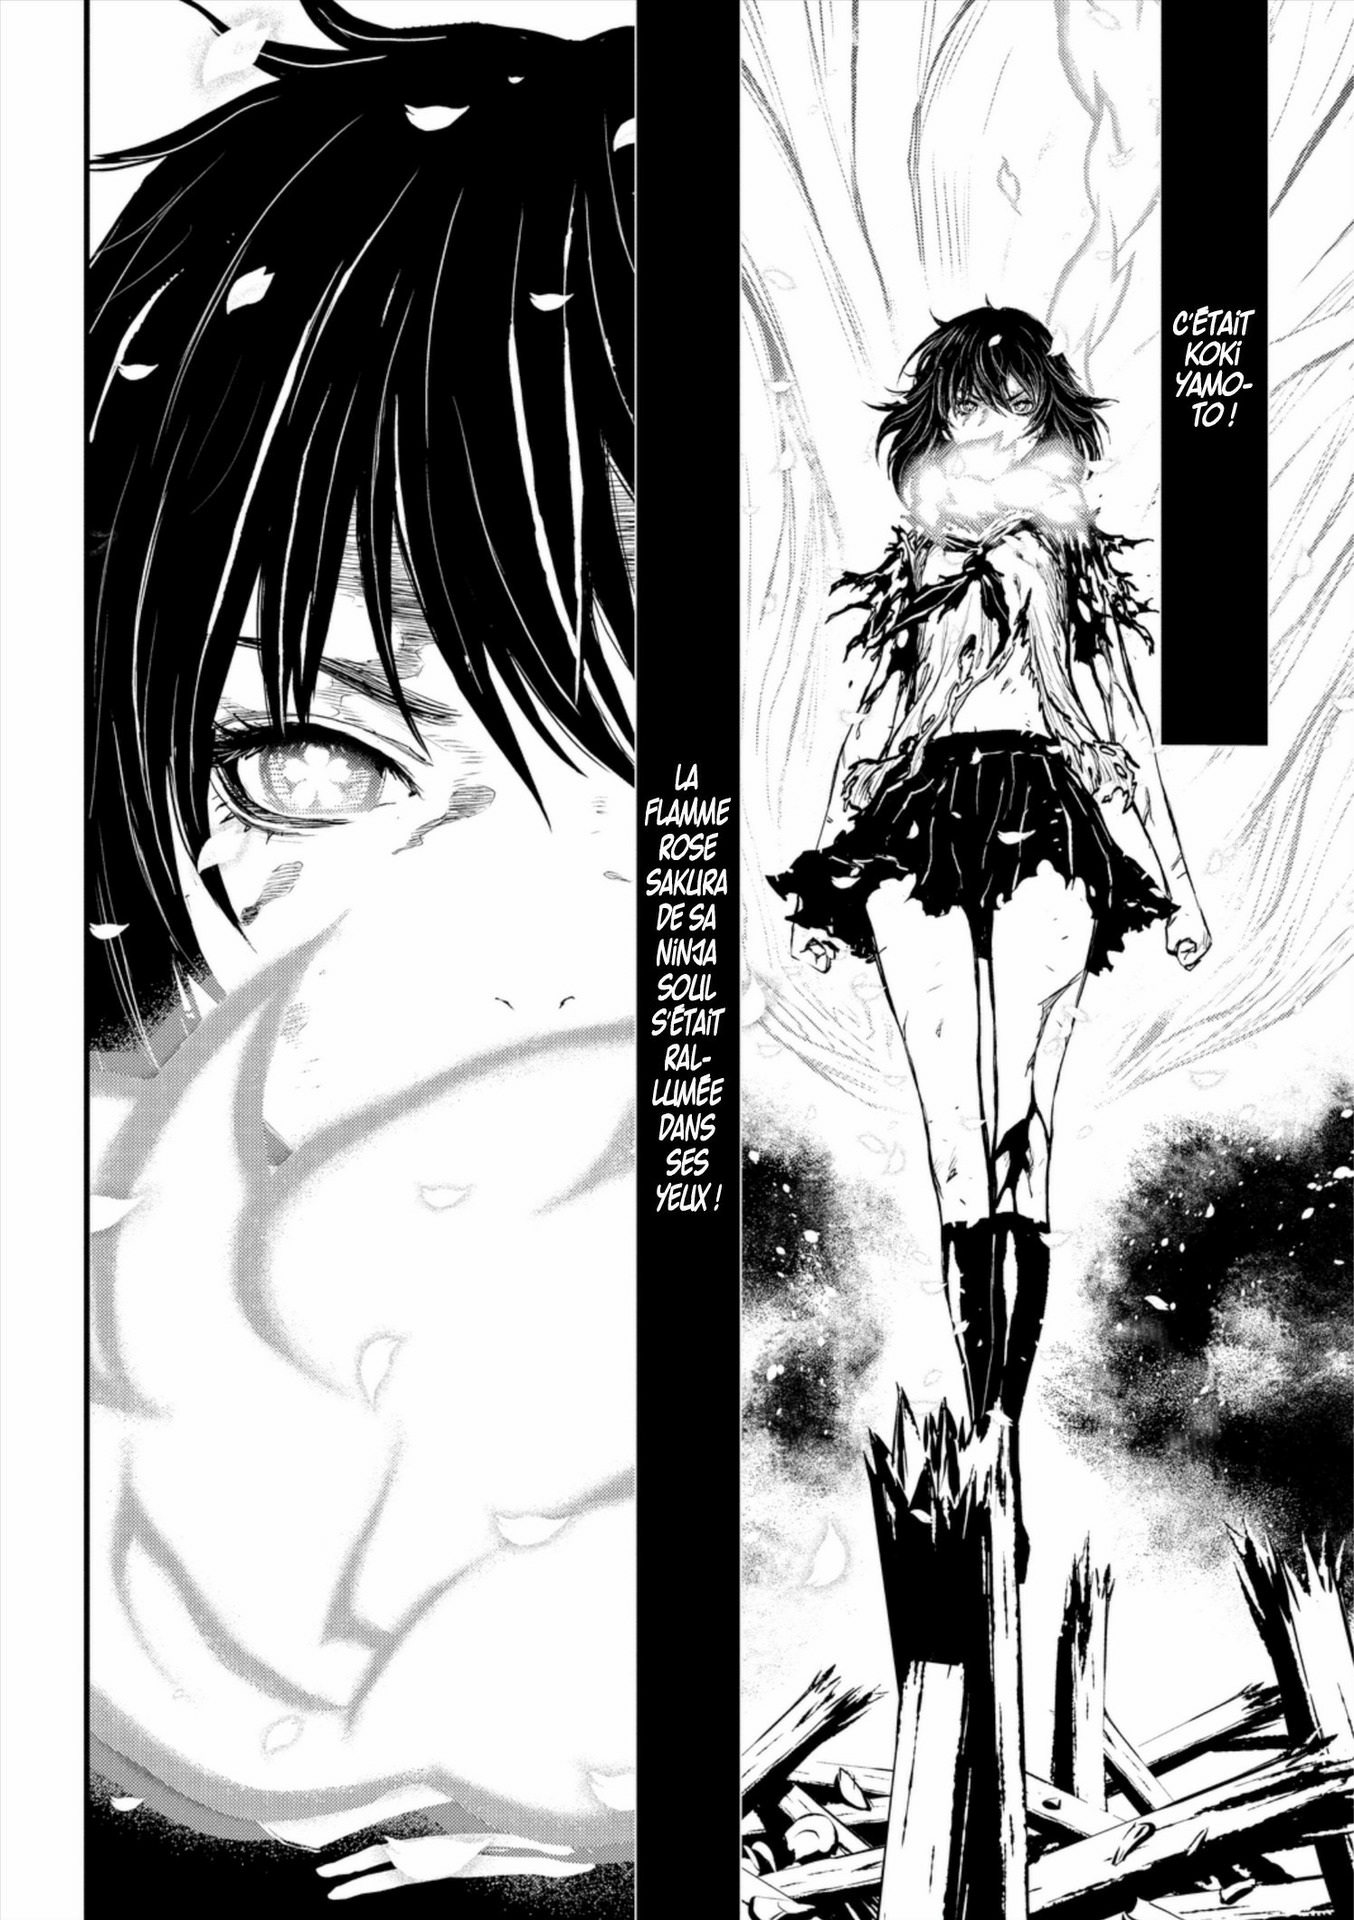 C'ÉTAIT
KOKI
YAMO-
TO !
LA
FLAMME
ROSE
SAKURA
DE SA
NINJA
SOUL
S'ÉTAIT
RAL-
LUMÉE
DANS
SES
YEUX !